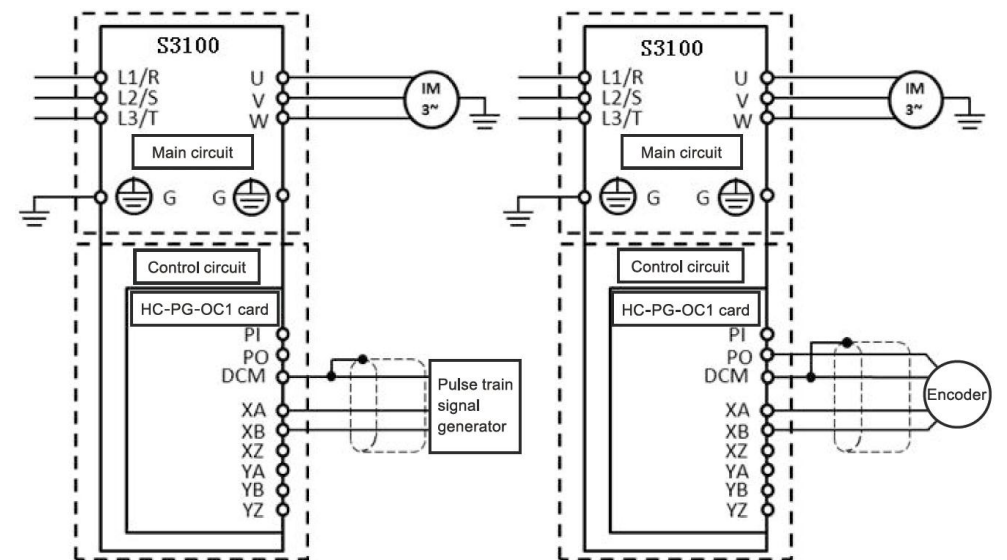 S3100
L1/R U
L2/S V
L3/T W
IM
3~
Main circuit
G G
Control circuit
HC-PG-OC1 card
PI
PO
DCM
XA
XB
XZ
YA
YB
YZ
Pulse train
signal
generator
S3100
L1/R U
L2/S V
L3/T W
IM
3~
Main circuit
G G
Control circuit
HC-PG-OC1 card
PI
PO
DCM
XA
XB
XZ
YA
YB
YZ
Encoder